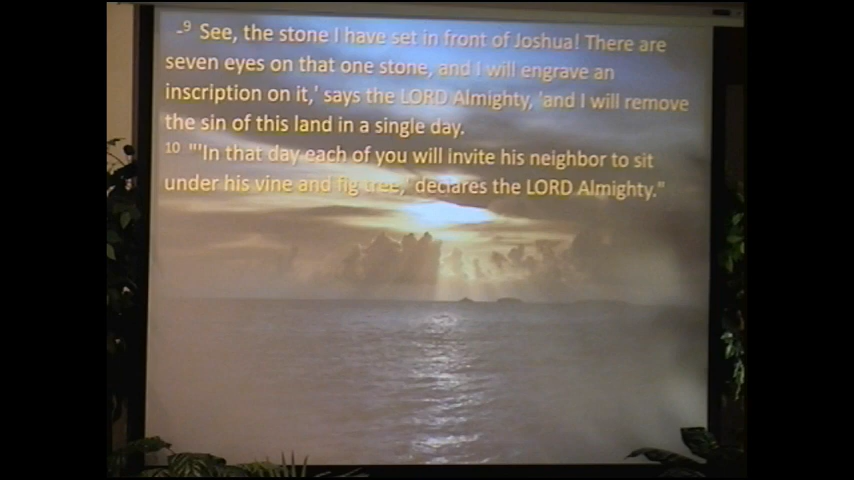 -9 See, the stone I have set in front of Joshua! There are
seven eyes on that one stone, and I will engrave an
inscription on it,' says the LORD Almighty, 'and I will remove
the sin of this land in a single day.
10 "'In that day each of you will invite his neighbor to sit
under his vine and fig tree,' declares the LORD Almighty."